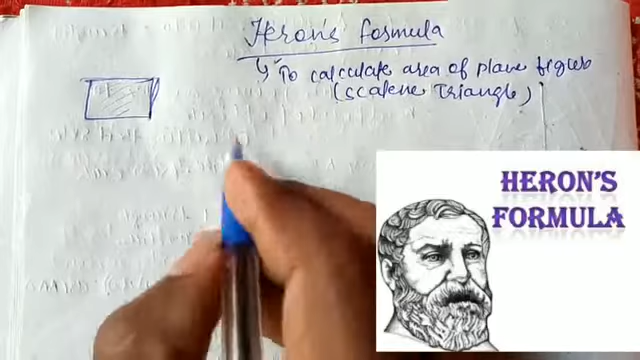 Heron's formula
↳ To calculate area of plane figures
(scalene Triangle)
HERON'S
FORMULA